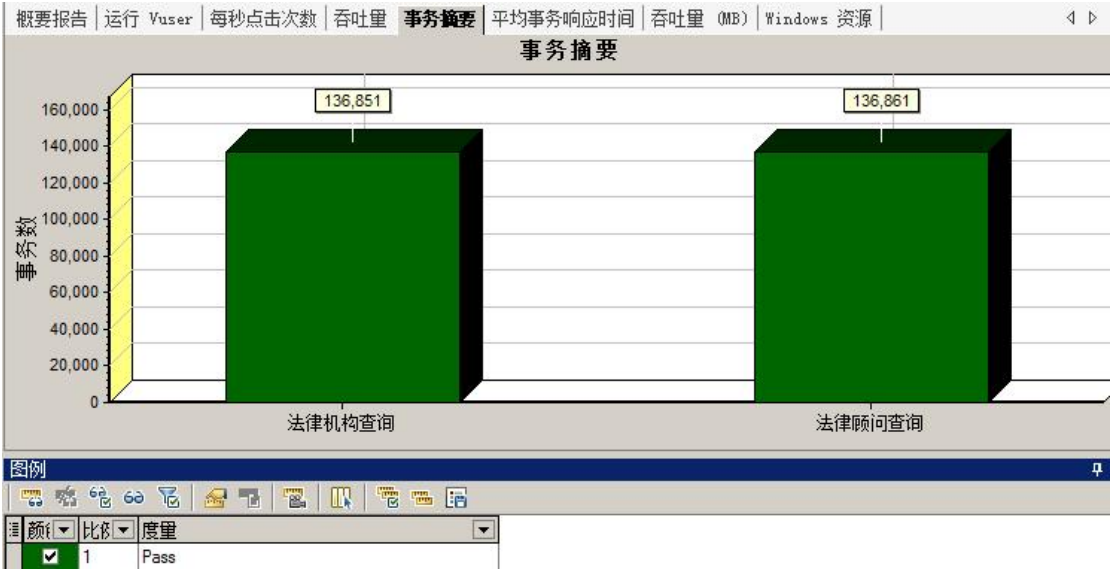 概要报告 运行 Vuser 每秒点击次数 吞吐量 事务摘要 平均事务响应时间 吞吐量 (MB) Windows 资源
事务摘要
136,851
136,861
160,000
140,000
120,000
100,000
80,000
60,000
40,000
20,000
0
事务数
法律机构查询
法律顾问查询
图例
度量
1 Pass